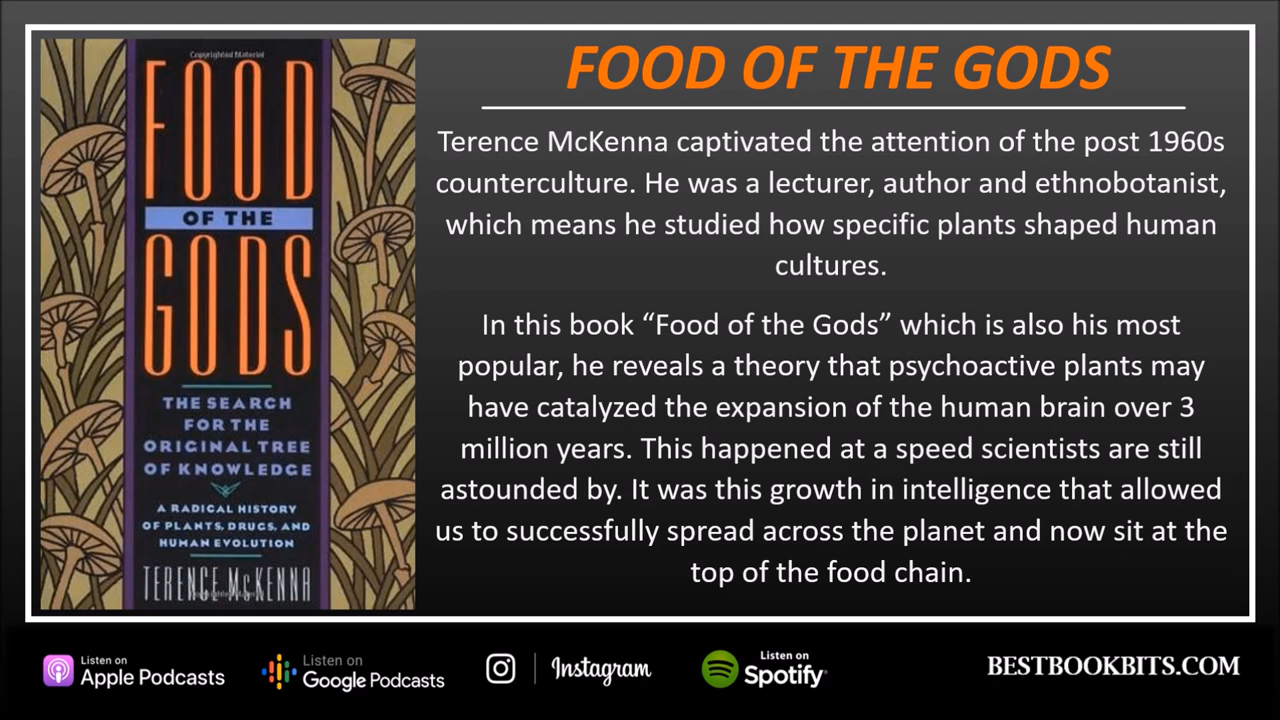 Copyrighted Material
FOOD
OF THE
GODS
THE SEARCH
FOR THE
ORIGINAL TREE
OF KNOWLEDGE
A RADICAL HISTORY
OF PLANTS, DRUGS, AND
HUMAN EVOLUTION
TERENCE McKENNA
FOOD OF THE GODS
Terence McKenna captivated the attention of the post 1960s
counterculture. He was a lecturer, author and ethnobotanist,
which means he studied how specific plants shaped human
cultures.
In this book “Food of the Gods” which is also his most
popular, he reveals a theory that psychoactive plants may
have catalyzed the expansion of the human brain over 3
million years. This happened at a speed scientists are still
astounded by. It was this growth in intelligence that allowed
us to successfully spread across the planet and now sit at the
top of the food chain.
Listen on
Apple Podcasts
Listen on
Google Podcasts
Instagram
Listen on
Spotify
BESTBOOKBITS.COM